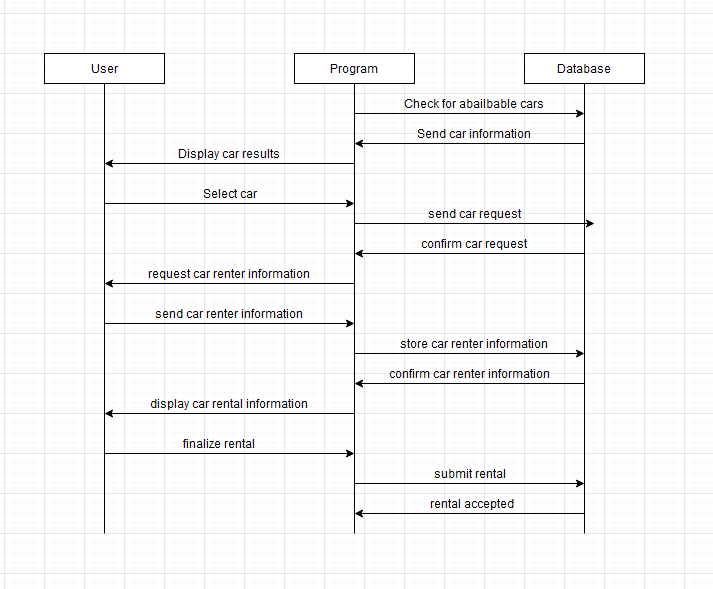 User
Program
Database
Check for abailbable cars
Send car information
Display car results
Select car
send car request
confirm car request
request car renter information
send car renter information
store car renter information
confirm car renter information
display car rental information
finalize rental
submit rental
rental accepted